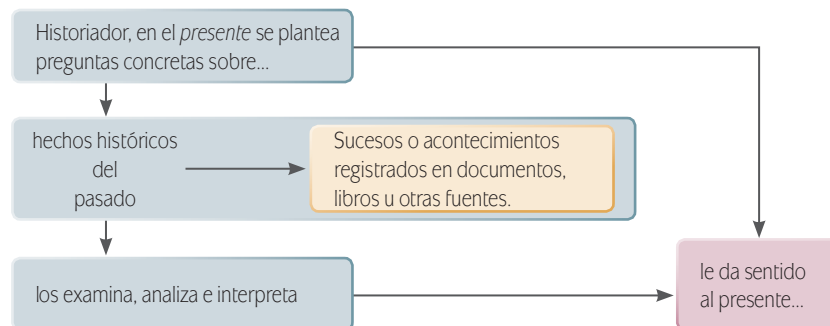 Historiador, en el presente se plantea
preguntas concretas sobre...
hechos históricos
del
pasado
Sucesos o acontecimientos
registrados en documentos,
libros u otras fuentes.
los examina, analiza e interpreta
le da sentido
al presente...